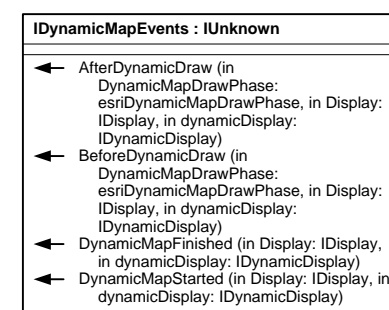 IDynamicMapEvents : IUnknown
AfterDynamicDraw (in
DynamicMapDrawPhase:
esriDynamicMapDrawPhase, in Display:
IDisplay, in dynamicDisplay:
IDynamicDisplay)
BeforeDynamicDraw (in
DynamicMapDrawPhase:
esriDynamicMapDrawPhase, in Display:
IDisplay, in dynamicDisplay:
IDynamicDisplay)
DynamicMapFinished (in Display: IDisplay,
in dynamicDisplay: IDynamicDisplay)
DynamicMapStarted (in Display: IDisplay, in
dynamicDisplay: IDynamicDisplay)